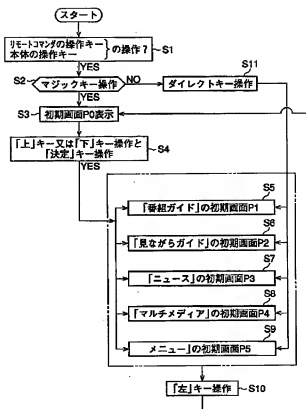 スタート
リモートコマンダの操作キー
本体の操作キー
の操作？
S1
YES
S2
マジックキー操作
NO
S11
ダイレクトキー操作
YES
S3
初期画面P0表示
「上」キー又は「下」キー操作と
「決定」キー操作
S4
YES
S5
「番組ガイド」の初期画面P1
S6
「見ながらガイド」の初期画面P2
S7
「ニュース」の初期画面P3
S8
「マルチメディア」の初期画面P4
S9
メニュー」の初期画面P5
「左」キー操作
S10